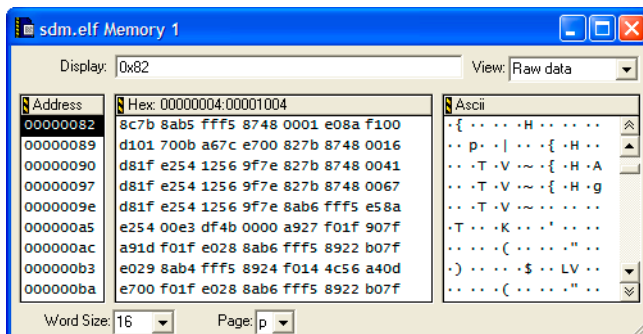 sdm.elf Memory 1
Display: 0x82 View: Raw data
Address Hex: 00000004:00001004 Ascii
00000082 8c7b 8ab5 fff5 8748 0001 e08a f100 ·{ ·· ·· ·H ·· ·· ··
00000089 d101 700b a67c e700 827b 8748 0016 ·· p· ·| ·· ·{ ·H ··
00000090 d81f e254 1256 9f7e 827b 8748 0041 ·· ·T ·V ·~ ·{ ·H ·A
00000097 d81f e254 1256 9f7e 827b 8748 0067 ·· ·T ·V ·~ ·{ ·H ·g
0000009e d81f e254 1256 9f7e 8ab6 fff5 e58a ·· ·T ·V ·~ ·· ·· ··
000000a5 e254 00e3 df4b 0000 a927 f01f 907f ·T ·· ·K ·· ·' ·· ··
000000ac a91d f01f e028 8ab6 fff5 8922 b07f ·· ·· ·( ·· ·· ·" ··
000000b3 e029 8ab4 fff5 8924 f014 4c56 a40d ·) ·· ·· ·$ ·· LV ··
000000ba e700 f01f e028 8ab6 fff5 8922 b07f ·· ·· ·( ·· ·· ·" ··
Word Size: 16 Page: p